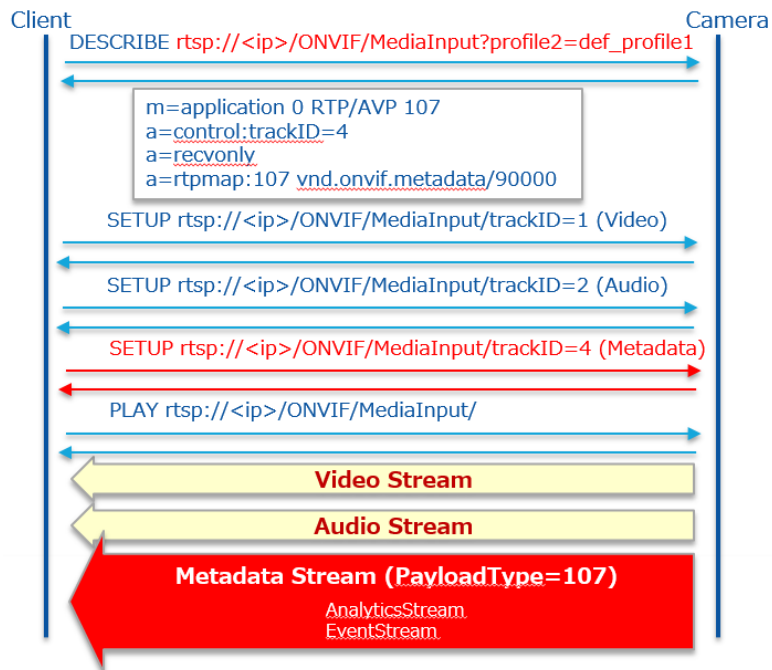 Client
Camera
DESCRIBE rtsp://<ip>/ONVIF/MediaInput?profile2=def_profile1
m=application 0 RTP/AVP 107
a=control:trackID=4
a=recvonly
a=rtpmap:107 vnd.onvif.metadata/90000
SETUP rtsp://<ip>/ONVIF/MediaInput/trackID=1 (Video)
SETUP rtsp://<ip>/ONVIF/MediaInput/trackID=2 (Audio)
SETUP rtsp://<ip>/ONVIF/MediaInput/trackID=4 (Metadata)
PLAY rtsp://<ip>/ONVIF/MediaInput/
Video Stream
Audio Stream
Metadata Stream (PayloadType=107)
AnalyticsStream
EventStream